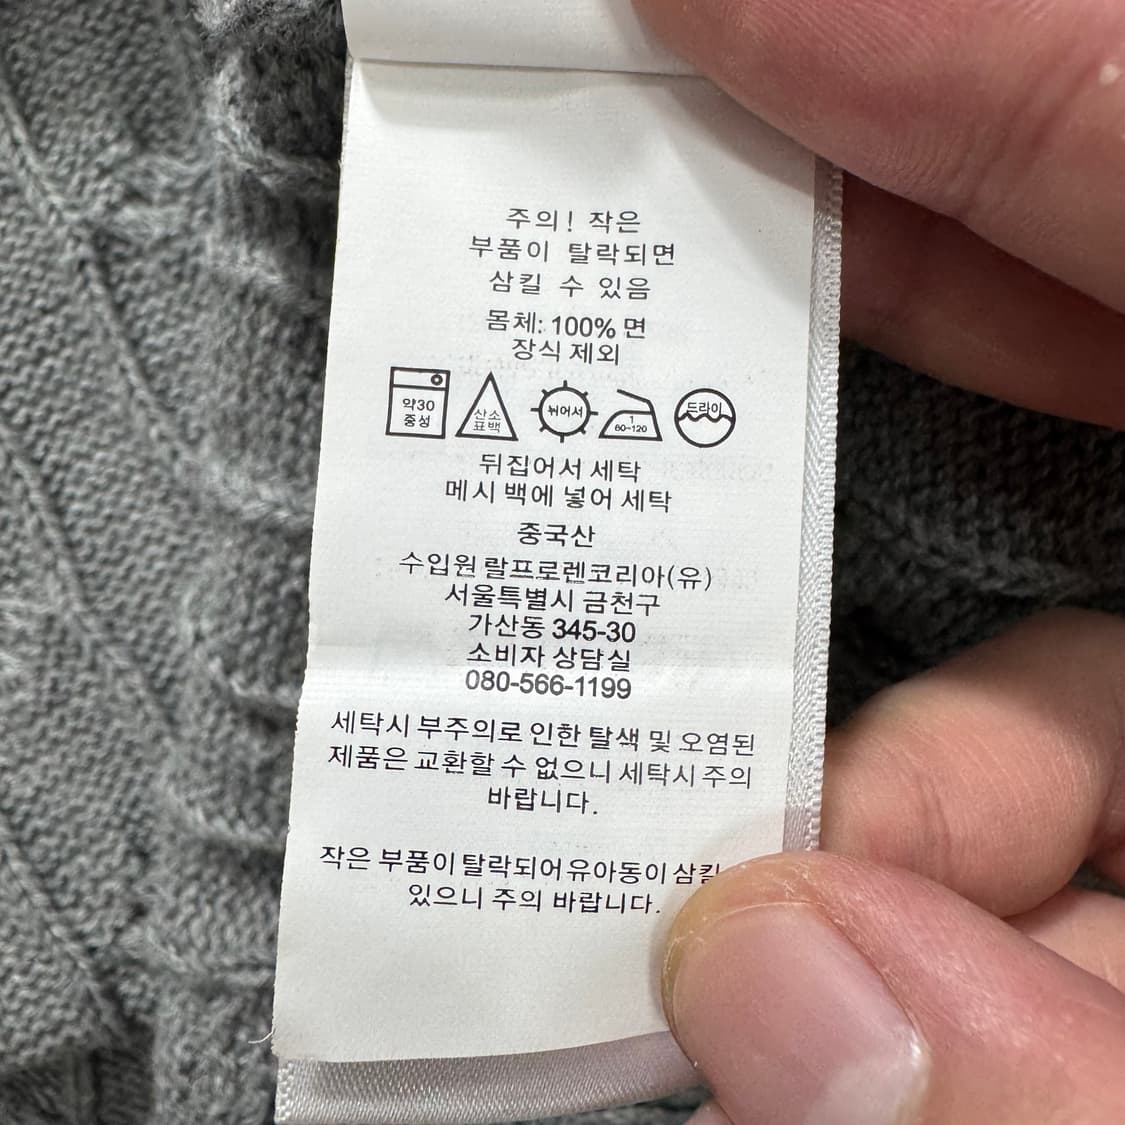 주의! 작은
부품이 탈락되면
삼킬 수 있음
몸체: 100% 면
장식 제외
약30
중성
산소
표백
뉘어서
1
60-120
드라이
뒤집어서 세탁
메시 백에 넣어 세탁
중국산
수입원 랄프로렌코리아(유)
서울특별시 금천구
가산동 345-30
소비자 상담실
080-566-1199
세탁시 부주의로 인한 탈색 및 오염된
제품은 교환할 수 없으니 세탁시 주의
바랍니다.
작은 부품이 탈락되어유아동이 삼킬
있으니 주의 바랍니다.